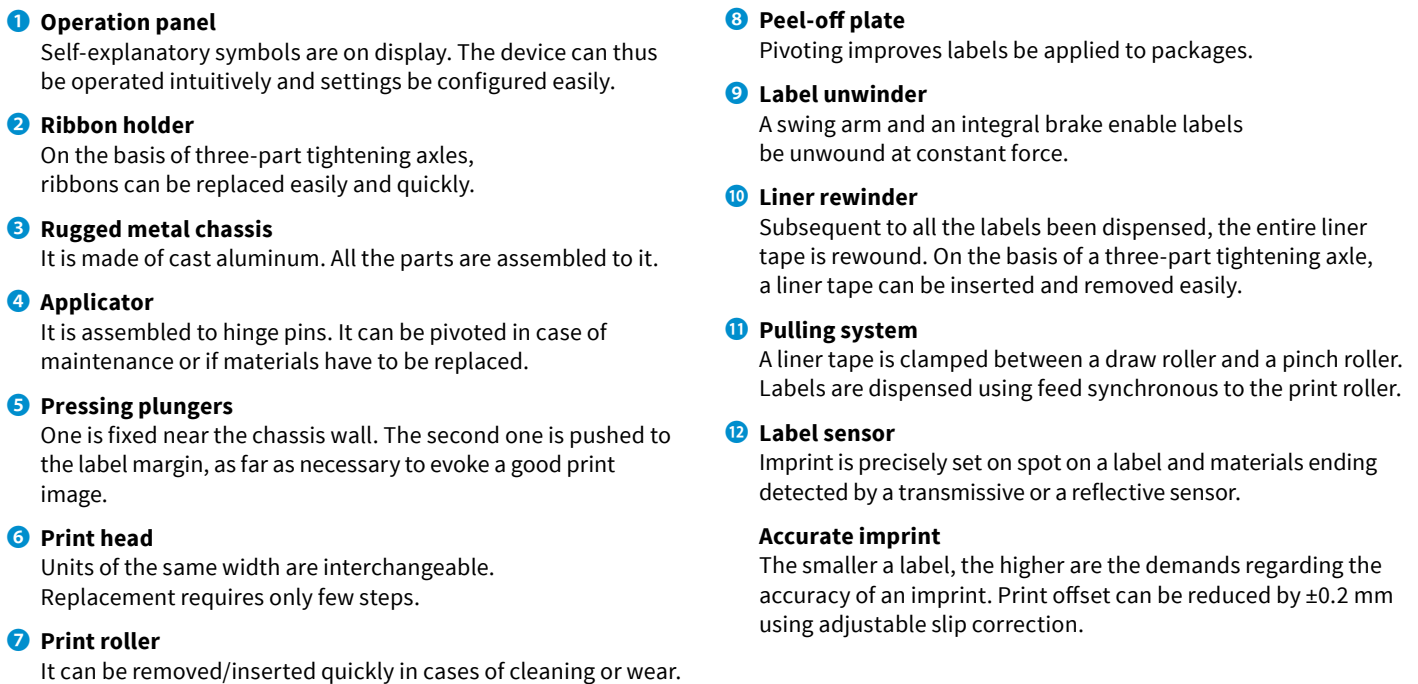 ❶ Operation panel
Self-explanatory symbols are on display. The device can thus
be operated intuitively and settings be configured easily.
❷ Ribbon holder
On the basis of three-part tightening axles,
ribbons can be replaced easily and quickly.
❸ Rugged metal chassis
It is made of cast aluminum. All the parts are assembled to it.
❹ Applicator
It is assembled to hinge pins. It can be pivoted in case of
maintenance or if materials have to be replaced.
❺ Pressing plungers
One is fixed near the chassis wall. The second one is pushed to
the label margin, as far as necessary to evoke a good print
image.
❻ Print head
Units of the same width are interchangeable.
Replacement requires only few steps.
❼ Print roller
It can be removed/inserted quickly in cases of cleaning or wear.
❽ Peel-off plate
Pivoting improves labels be applied to packages.
❾ Label unwinder
A swing arm and an integral brake enable labels
be unwound at constant force.
❿ Liner rewinder
Subsequent to all the labels been dispensed, the entire liner
tape is rewound. On the basis of a three-part tightening axle,
a liner tape can be inserted and removed easily.
⓫ Pulling system
A liner tape is clamped between a draw roller and a pinch roller.
Labels are dispensed using feed synchronous to the print roller.
⓬ Label sensor
Imprint is precisely set on spot on a label and materials ending
detected by a transmissive or a reflective sensor.
Accurate imprint
The smaller a label, the higher are the demands regarding the
accuracy of an imprint. Print offset can be reduced by ±0.2 mm
using adjustable slip correction.